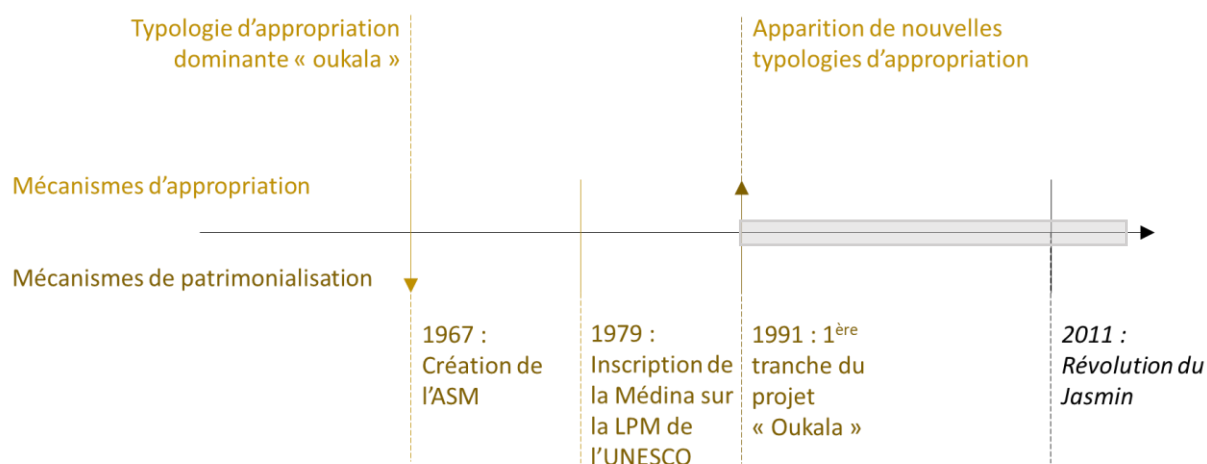 Typologie d'appropriation
dominante « oukala »
Apparition de nouvelles
typologies d'appropriation
Mécanismes d'appropriation
Mécanismes de patrimonialisation
1967 :
Création de
l'ASM
1979 :
Inscription de
la Médina sur
la LPM de
l'UNESCO
1991 : 1ère
tranche du
projet
« Oukala »
2011 :
Révolution du
Jasmin